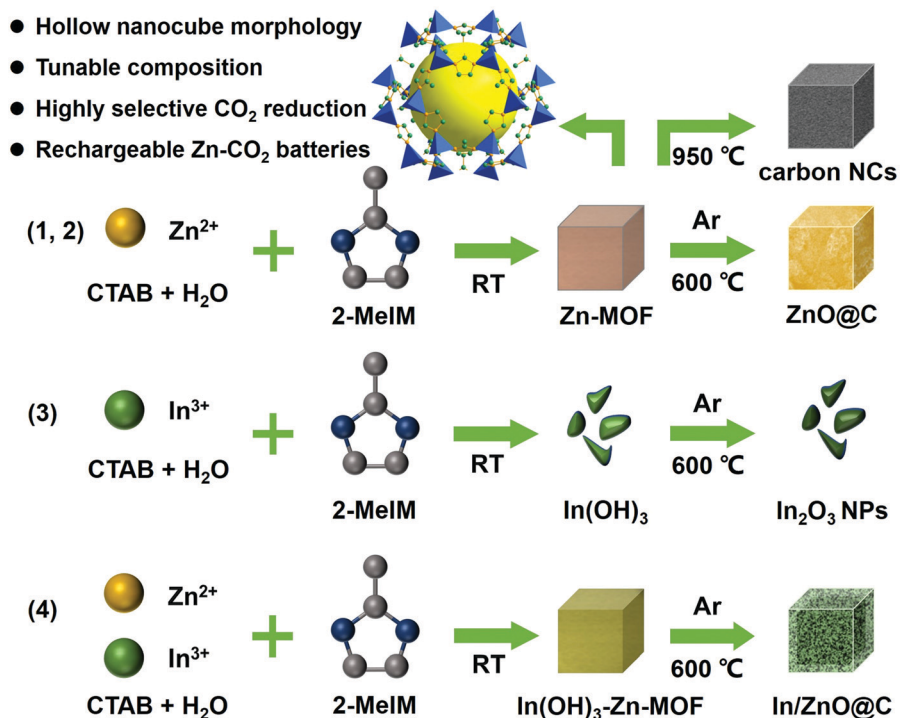 ● Hollow nanocube morphology
● Tunable composition
● Highly selective CO₂ reduction
● Rechargeable Zn-CO₂ batteries
950 ℃
carbon NCs
(1, 2)
Zn²⁺
CTAB + H₂O
2-MeIM
RT
Zn-MOF
Ar
600 ℃
ZnO@C
(3)
In³⁺
CTAB + H₂O
2-MeIM
RT
In(OH)₃
Ar
600 ℃
In₂O₃ NPs
(4)
Zn²⁺
In³⁺
CTAB + H₂O
2-MeIM
RT
In(OH)₃-Zn-MOF
Ar
600 ℃
In/ZnO@C